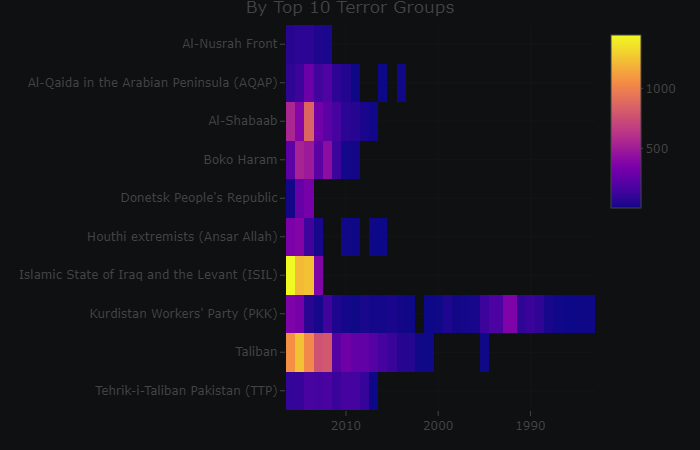 By Top 10 Terror Groups
Al-Nusrah Front
Al-Qaida in the Arabian Peninsula (AQAP)
Al-Shabaab
Boko Haram
Donetsk People's Republic
Houthi extremists (Ansar Allah)
Islamic State of Iraq and the Levant (ISIL)
Kurdistan Workers' Party (PKK)
Taliban
Tehrik-i-Taliban Pakistan (TTP)
2010
2000
1990
1000
500